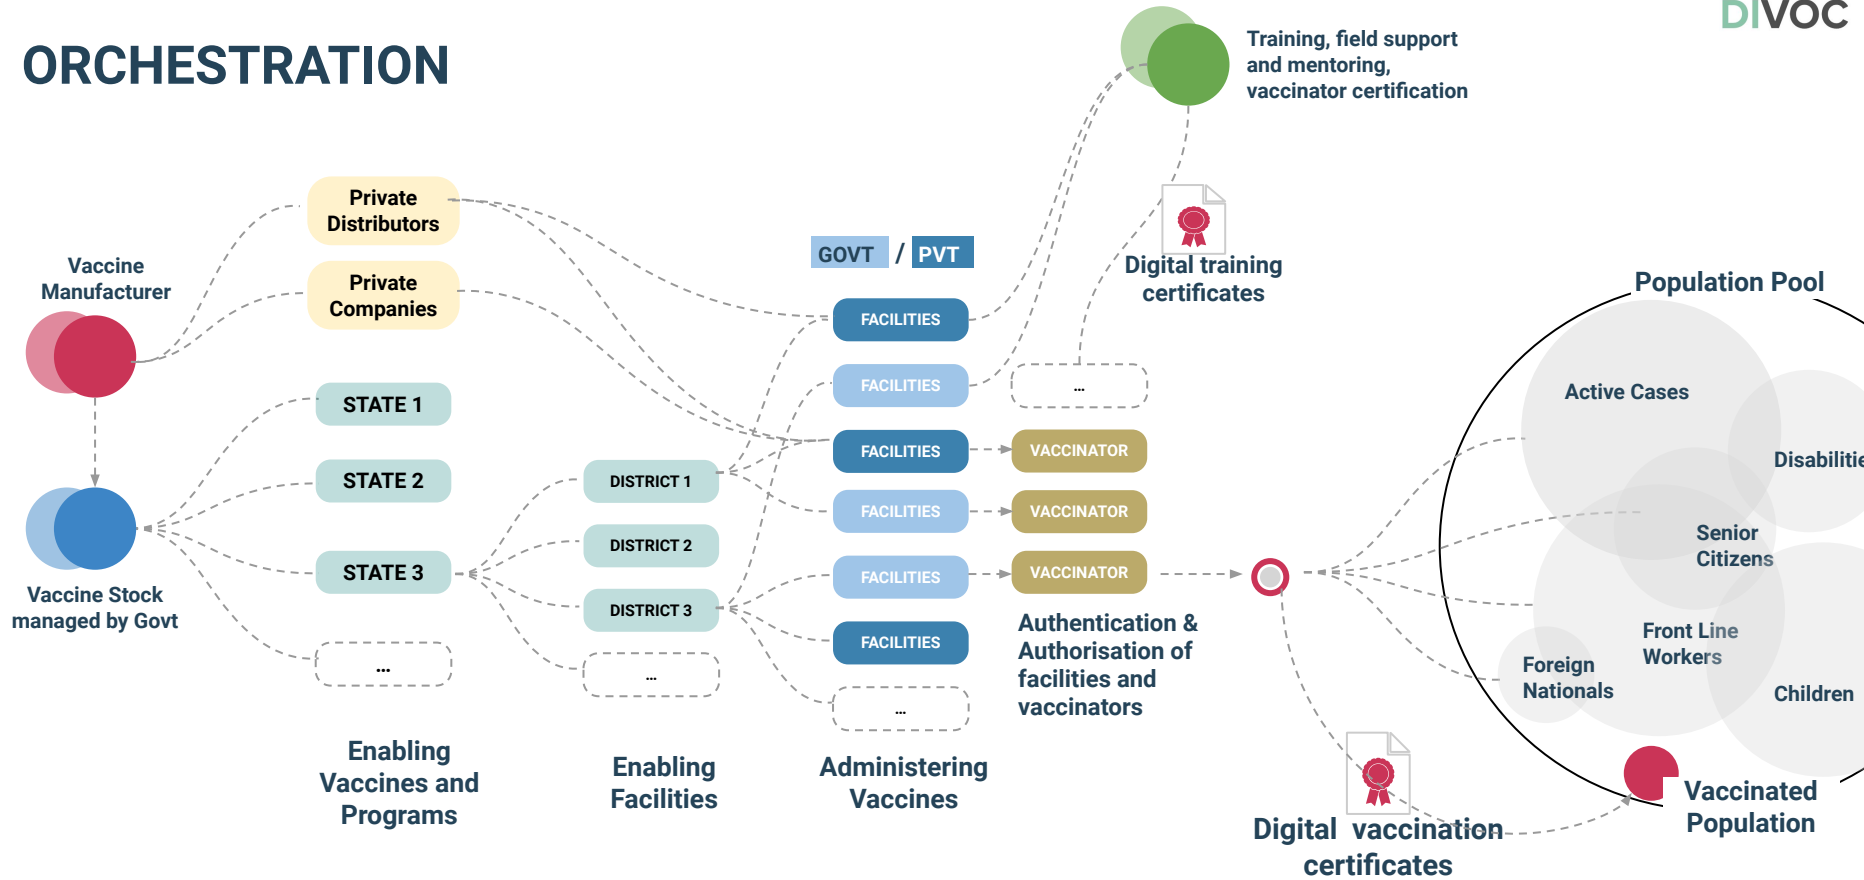 DIVOC
ORCHESTRATION
Training, field support
and mentoring,
vaccinator certification
Private
Distributors
Private
Companies
Vaccine
Manufacturer
GOVT / PVT
Digital training
certificates
Population Pool
FACILITIES
FACILITIES
FACILITIES
FACILITIES
FACILITIES
FACILITIES
...
...
VACCINATOR
VACCINATOR
VACCINATOR
STATE 1
STATE 2
STATE 3
...
DISTRICT 1
DISTRICT 2
DISTRICT 3
...
Vaccine Stock
managed by Govt
Authentication &
Authorisation of
facilities and
vaccinators
Active Cases
Disabilitie
Senior
Citizens
Front Line
Workers
Foreign
Nationals
Children
Enabling
Vaccines and
Programs
Enabling
Facilities
Administering
Vaccines
Digital vaccination
certificates
Vaccinated
Population